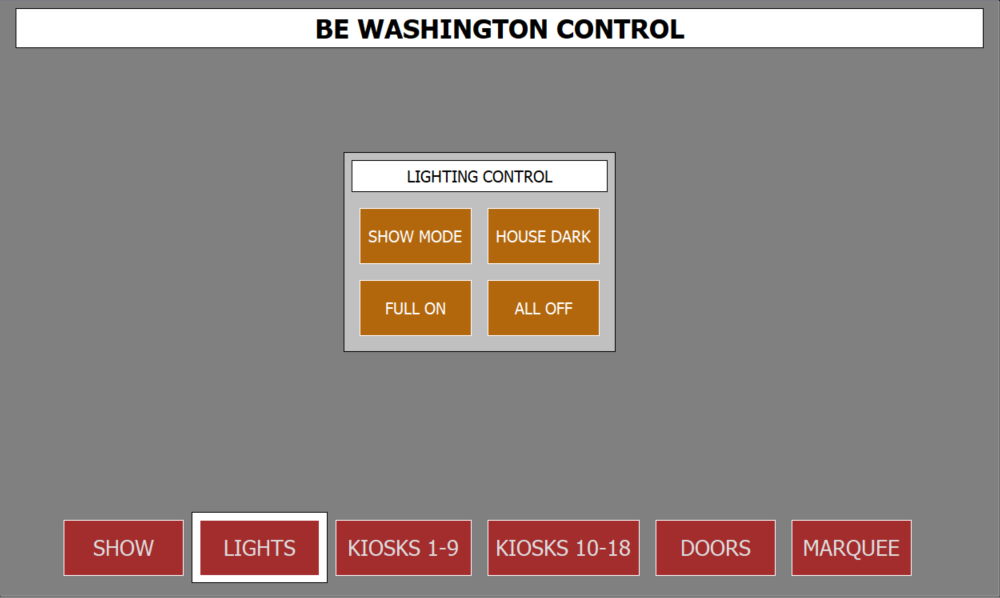 BE WASHINGTON CONTROL
LIGHTING CONTROL
SHOW MODE
HOUSE DARK
FULL ON
ALL OFF
SHOW
LIGHTS
KIOSKS 1-9
KIOSKS 10-18
DOORS
MARQUEE